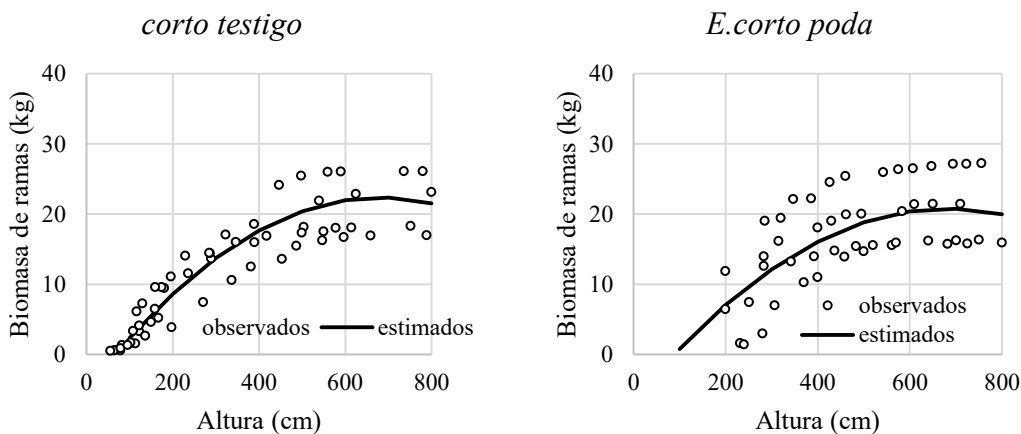 corto testigo
Biomasa de ramas (kg)
40
30
20
10
0
0 200 400 600 800
Altura (cm)
observados estimados
E.corto poda
Biomasa de ramas (kg)
40
30
20
10
0
0 200 400 600 800
Altura (cm)
observados
estimados